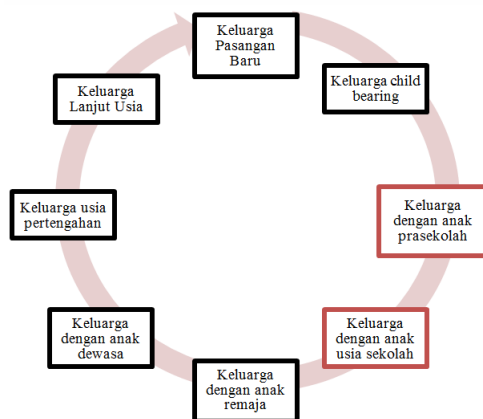 Keluarga
Pasangan
Baru
Keluarga child
bearing
Keluarga
dengan anak
prasekolah
Keluarga
dengan anak
usia sekolah
Keluarga
dengan anak
remaja
Keluarga
dengan anak
dewasa
Keluarga usia
pertengahan
Keluarga
Lanjut Usia